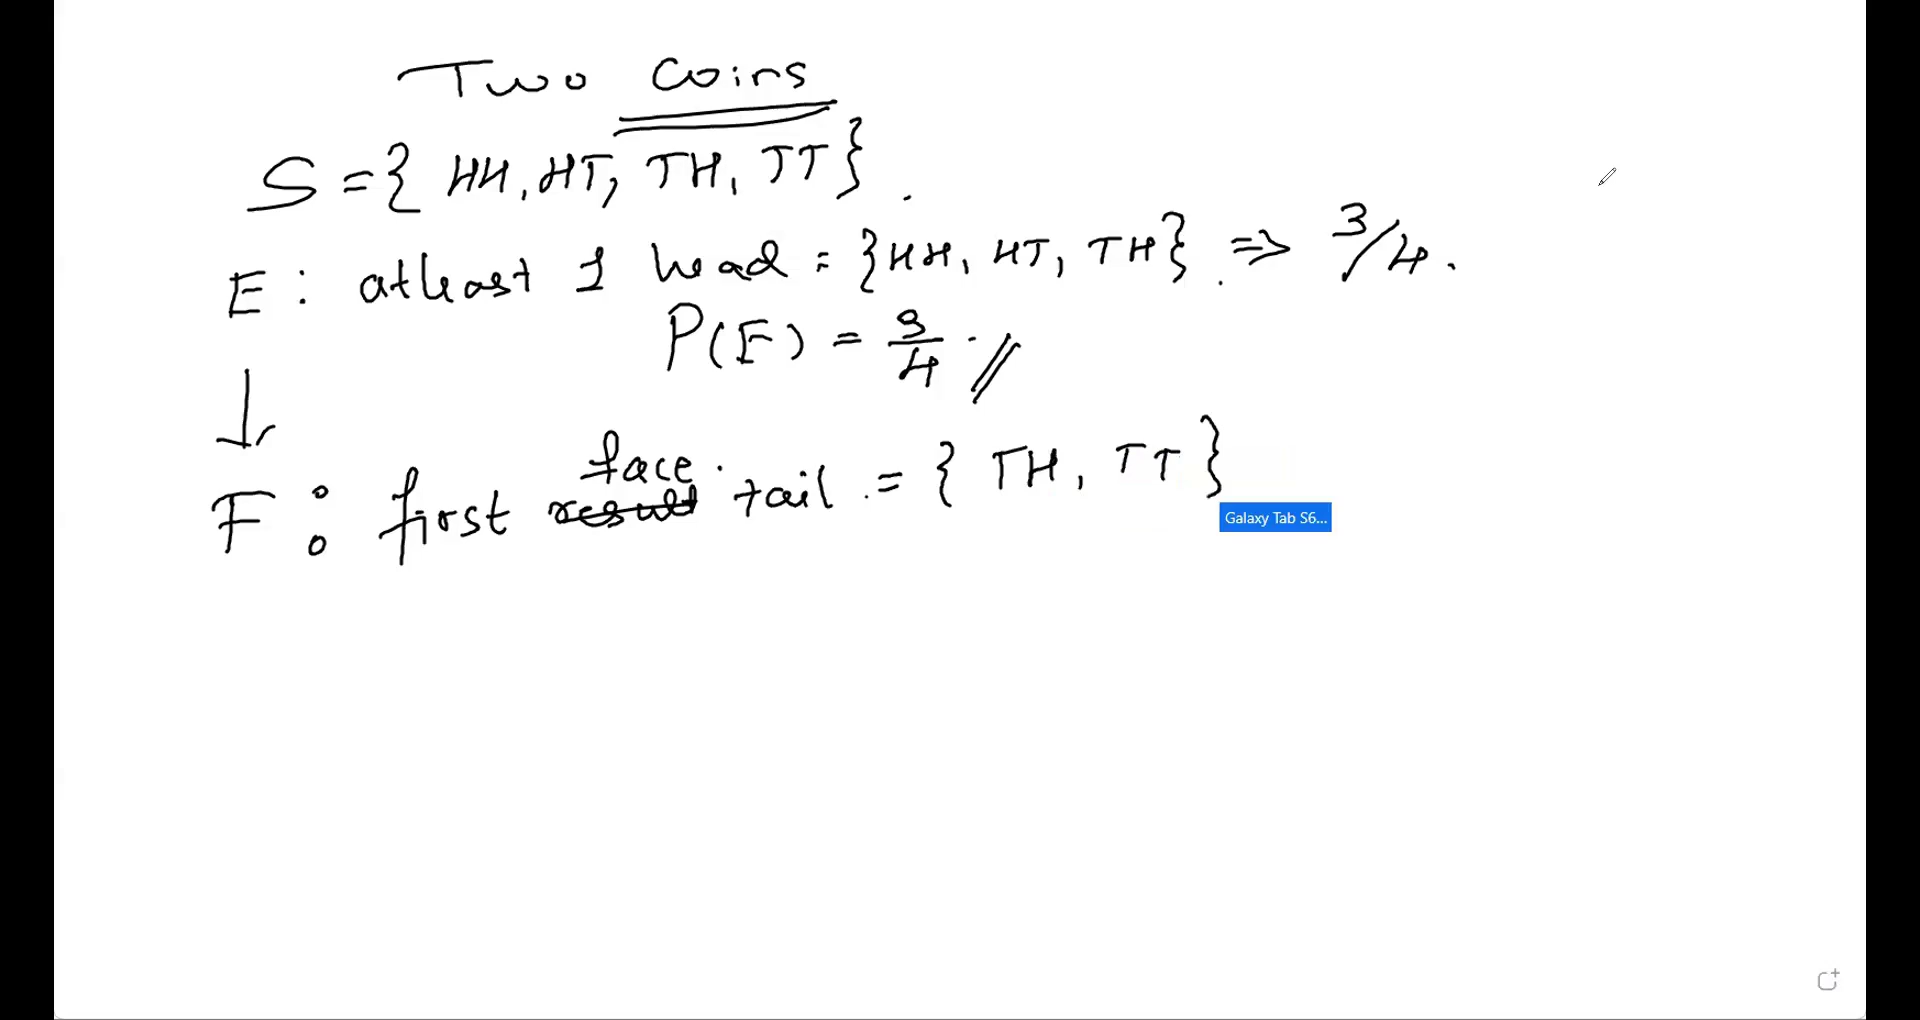 Two Coins
S = { HH, HT, TH, TT } .
E : atleast 1 head = { HH, HT, TH } . => 3/4 .
P(E) = 3/4 . //
face .
F : first result tail . = { TH, TT }
Galaxy Tab S6...